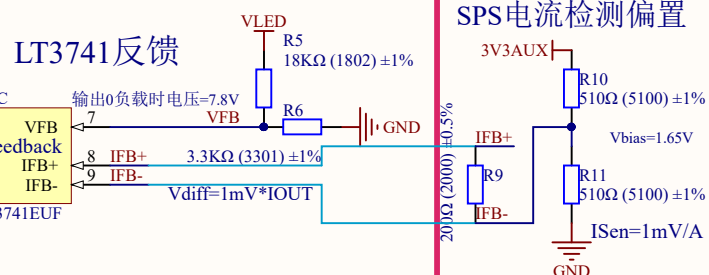 SPS电流检测偏置
LT3741反馈
VLED
R5
18KΩ (1802) ±1%
3V3AUX
R10
510Ω (5100) ±1%
C
输出0负载时电压=7.8V
7
VFB
R6
GND
VFB
eedback
IFB+
IFB-
8
IFB+
9
IFB-
3.3KΩ (3301) ±1%
Vdiff=1mV*IOUT
3741EUF
200Ω (2000) ±0.5%
IFB+
R9
IFB-
Vbias=1.65V
R11
510Ω (5100) ±1%
ISen=1mV/A
GND